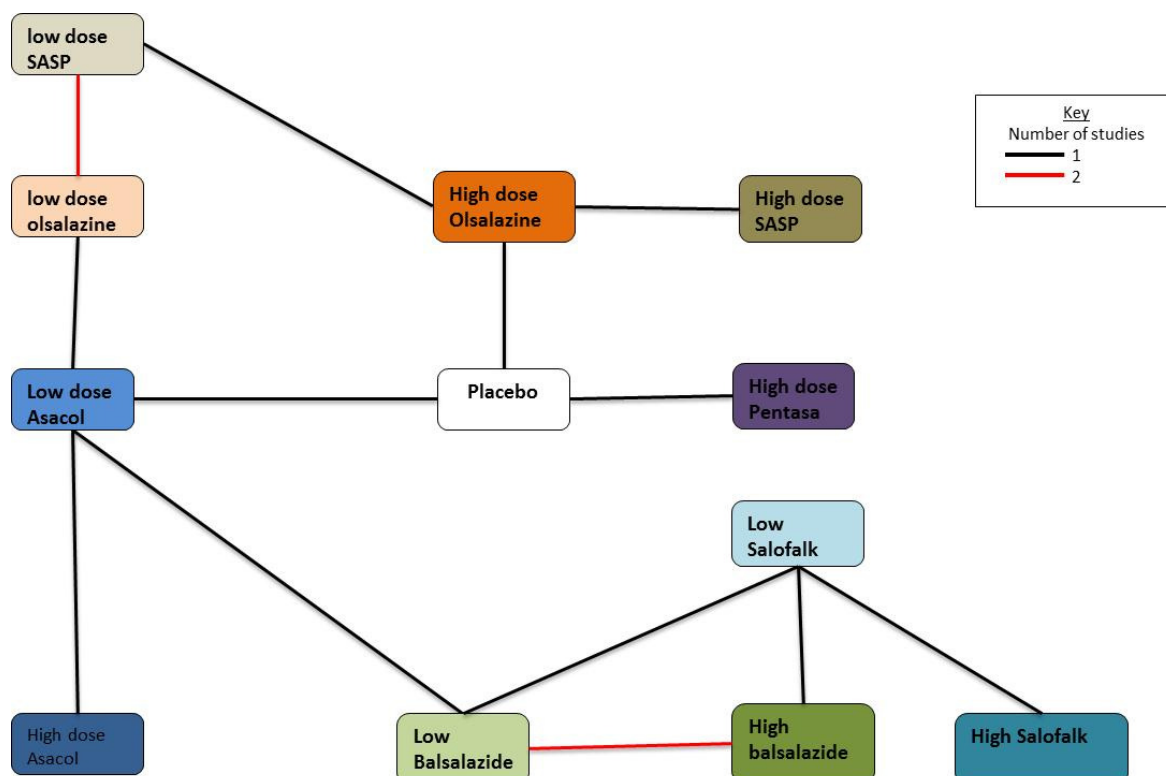 low dose
SASP
Key
Number of studies
1
2
low dose
olsalazine
High dose
Olsalazine
High dose
SASP
Low dose
Asacol
Placebo
High dose
Pentasa
Low
Salofalk
High dose
Asacol
Low
Balsalazide
High
balsalazide
High Salofalk